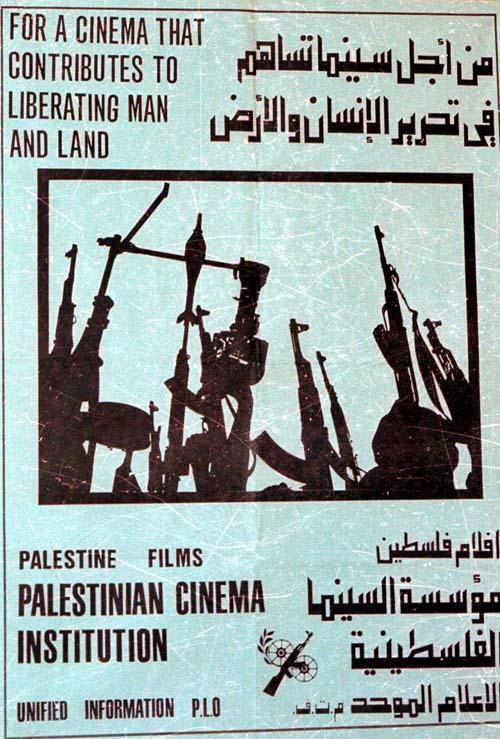 FOR A CINEMA THAT
CONTRIBUTES TO
LIBERATING MAN
AND LAND
من أجل سينما تساهم
في تحرير الإنسان والأرض
PALESTINE FILMS
PALESTINIAN CINEMA
INSTITUTION
UNIFIED INFORMATION P.L.O
افلام فلسطين
مؤسسة السينما
الفلسطينية
الاعلام الموحد م.ت.ف.